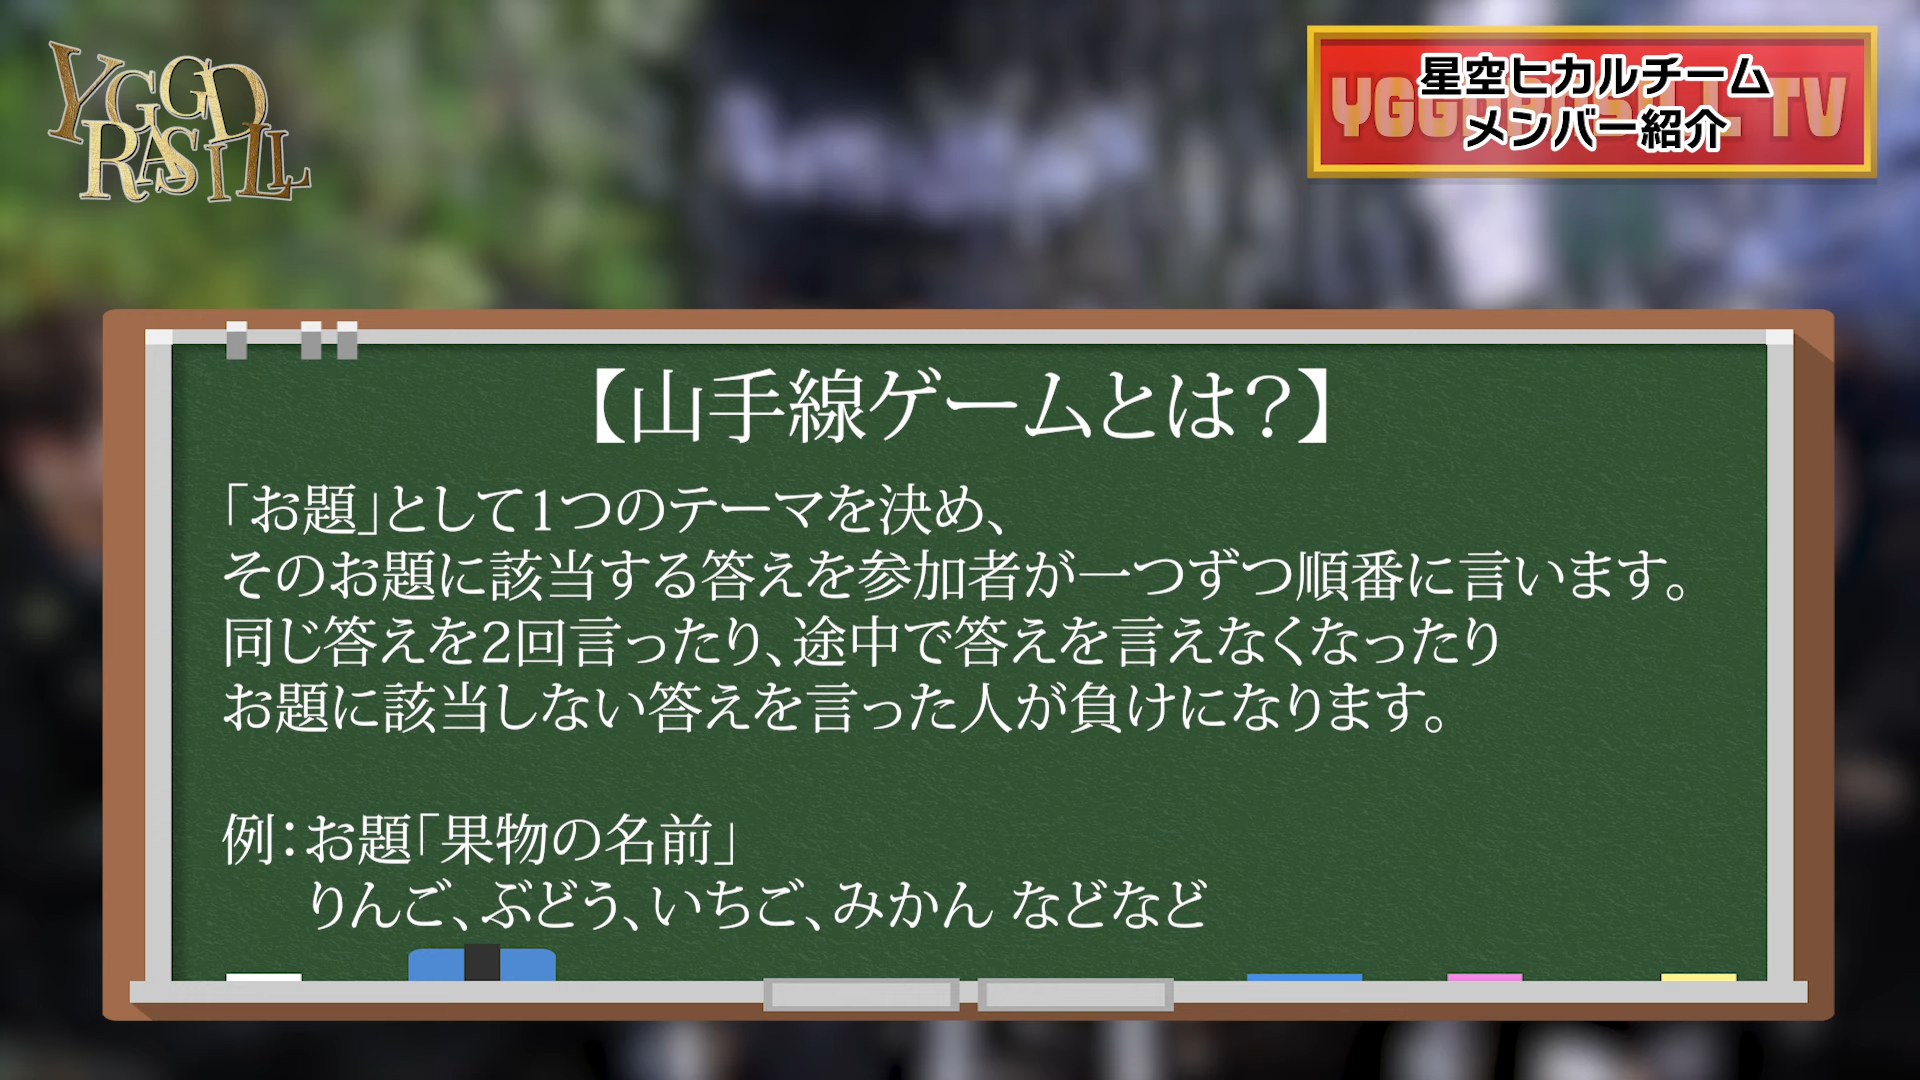 YGGD
RASILL
星空ヒカルチーム
メンバー紹介
【山手線ゲームとは？】
「お題」として1つのテーマを決め、
そのお題に該当する答えを参加者が一つずつ順番に言います。
同じ答えを2回言ったり、途中で答えを言えなくなったり
お題に該当しない答えを言った人が負けになります。
例：お題「果物の名前」
りんご、ぶどう、いちご、みかん などなど